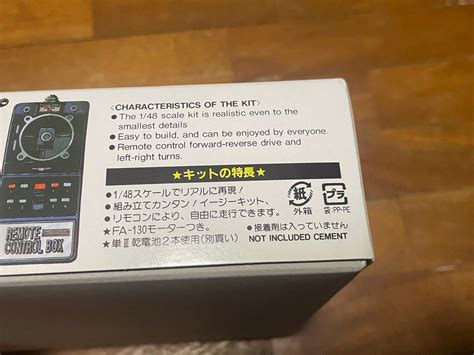 〈CHARACTERISTICS OF THE KIT〉
● The 1/48 scale kit is realistic even to the
smallest details
● Easy to build, and can be enjoyed by everyone.
● Remote control forward-reverse drive and
left-right turns.
★キットの特長★
・1/48スケールでリアルに再現!
・組み立てカンタン!イージーキット、
・リモコンにより、自由に走行できます。
★FA-130モーターつき。
★単Ⅲ乾電池2本使用(別買い)
紙
外箱
プラ
袋・PP・PE
● 接着剤は入っていません
NOT INCLUDED CEMENT
REMOTE
CONTROL BOX